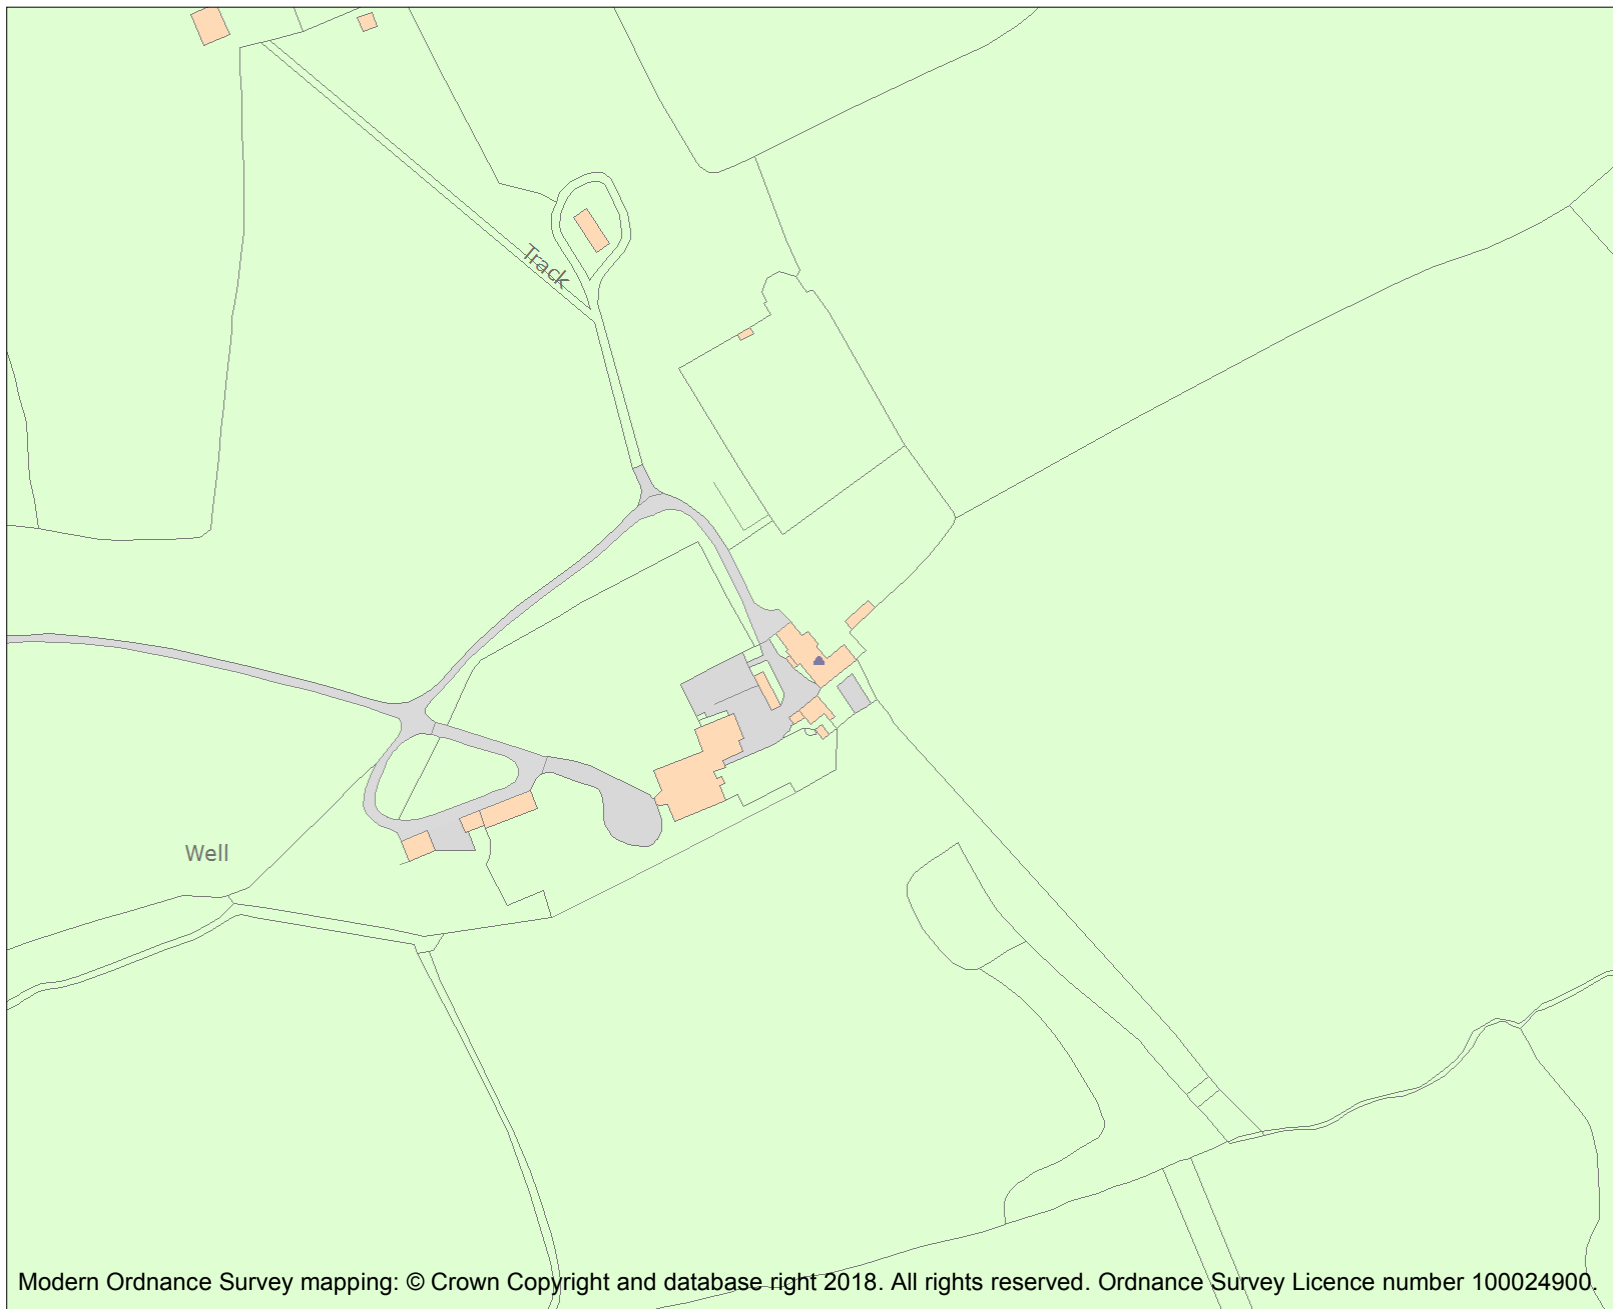 Track
Well
Modern Ordnance Survey mapping: © Crown Copyright and database right 2018. All rights reserved. Ordnance Survey Licence number 100024900.